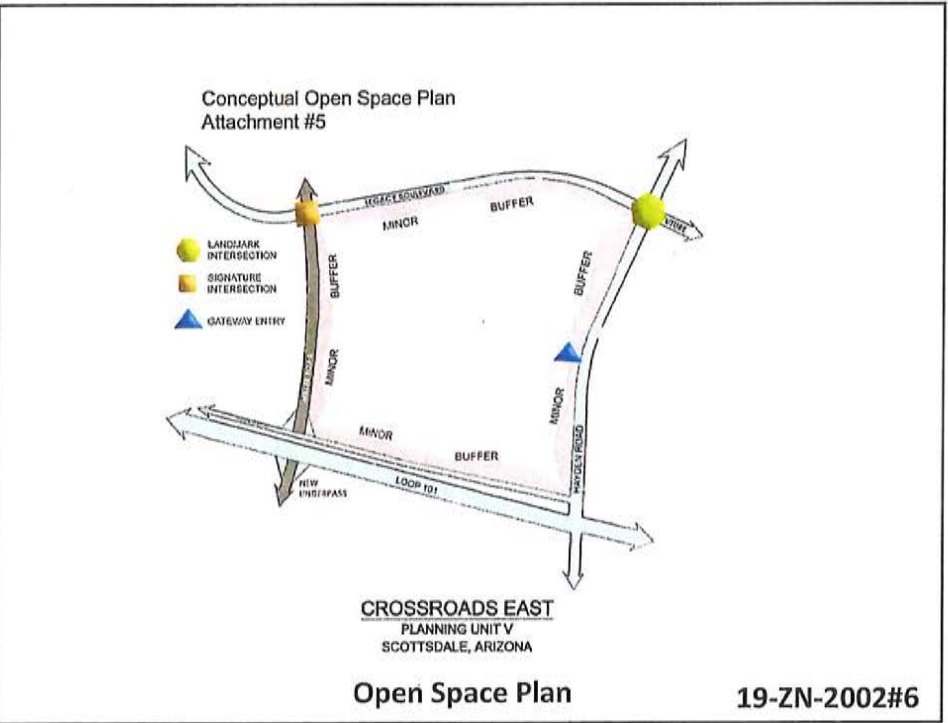 Conceptual Open Space Plan
Attachment #5
LEGACY BOULEVARD
MINOR
BUFFER
LANDMARK
INTERSECTION
SIGNATURE
INTERSECTION
GATEWAY ENTRY
BUFFER
MINOR
BUFFER
MINOR
HAYDEN ROAD
MINOR
BUFFER
NEW
UNDERPASS
LOOP 101
CROSSROADS EAST
PLANNING UNIT V
SCOTTSDALE, ARIZONA
Open Space Plan
19-ZN-2002#6